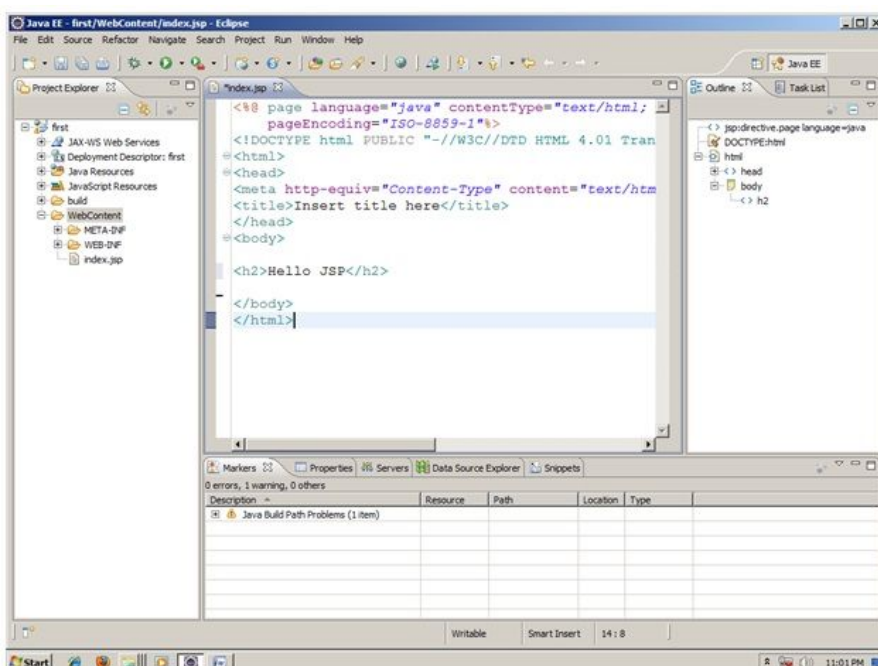 Java EE - first/WebContent/index.jsp - Eclipse
File Edit Source Refactor Navigate Search Project Run Window Help
Java EE
Project Explorer
first
JAX-WS Web Services
Deployment Descriptor: first
Java Resources
JavaScript Resources
build
WebContent
META-INF
WEB-INF
index.jsp
*index.jsp
<%@ page language="java" contentType="text/html;
pageEncoding="ISO-8859-1"%>
<!DOCTYPE html PUBLIC "-//W3C//DTD HTML 4.01 Tran
<html>
<head>
<meta http-equiv="Content-Type" content="text/htm
<title>Insert title here</title>
</head>
<body>
<h2>Hello JSP</h2>
</body>
</html>
Outline Task List
jsp:directive.page language=java
DOCTYPE:html
html
head
body
h2
Markers Properties Servers Data Source Explorer Snippets
0 errors, 1 warning, 0 others
Description Resource Path Location Type
Java Build Path Problems (1 item)
Writable Smart Insert 14 : 8
Start 11:01 PM